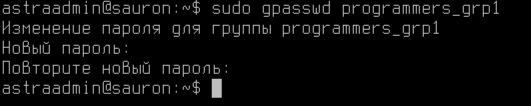 astraadmin@sauron:~$ sudo gpasswd programmers_grp1
Изменение пароля для группы programmers_grp1
Новый пароль:
Повторите новый пароль:
astraadmin@sauron:~$